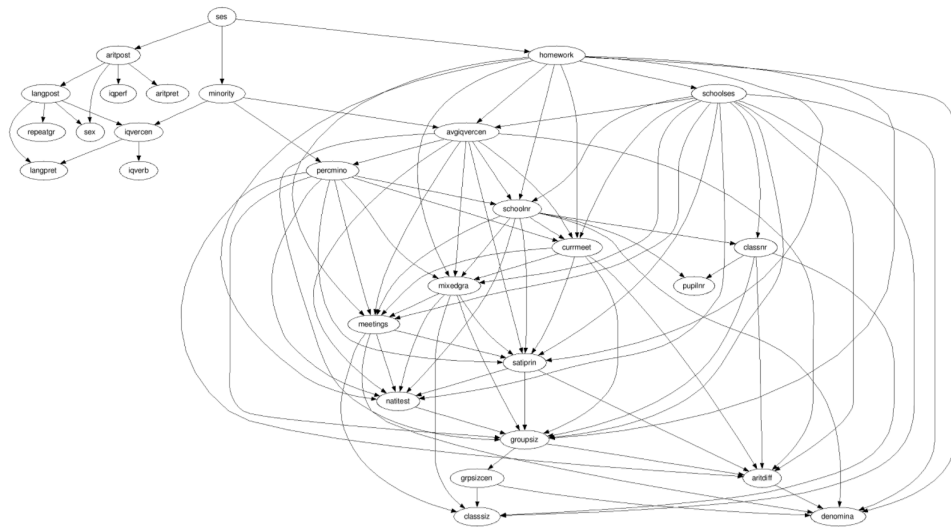 ses
aritpost
homework
langpost
iqperf
aritpret
minority
schoolses
repeatgr
sex
iqvercen
avgiqvercen
langpret
iqverb
percmino
schoolnr
currmeet
classnr
mixedgra
pupilnr
meetings
satiprin
natitest
groupsiz
grpsizcen
aritdiff
classsiz
denomina